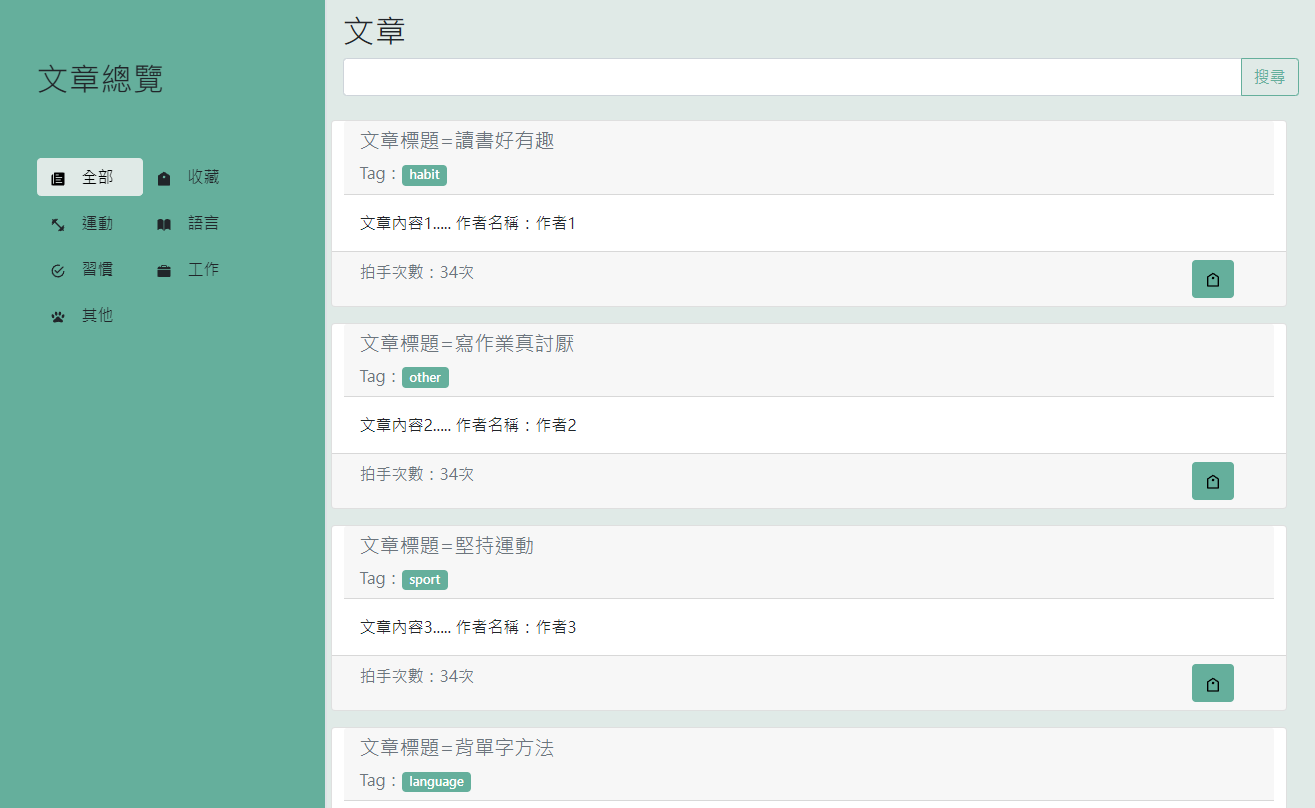 文章總覽
全部 收藏
運動 語言
習慣 工作
其他
文章
搜尋
文章標題=讀書好有趣
Tag：habit
文章內容1..... 作者名稱：作者1
拍手次數：34次
文章標題=寫作業真討厭
Tag：other
文章內容2..... 作者名稱：作者2
拍手次數：34次
文章標題=堅持運動
Tag：sport
文章內容3..... 作者名稱：作者3
拍手次數：34次
文章標題=背單字方法
Tag：language